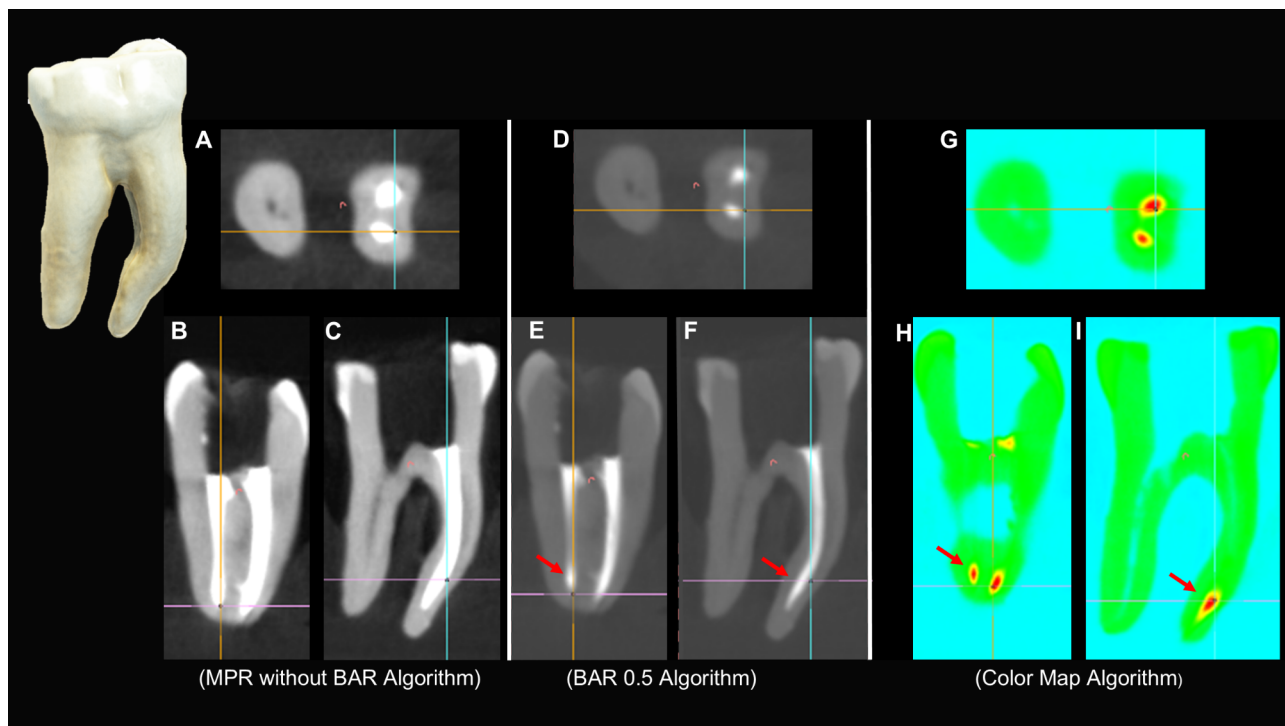 A
D
G
B
C
E
F
H
I
(MPR without BAR Algorithm)
(BAR 0.5 Algorithm)
(Color Map Algorithm)